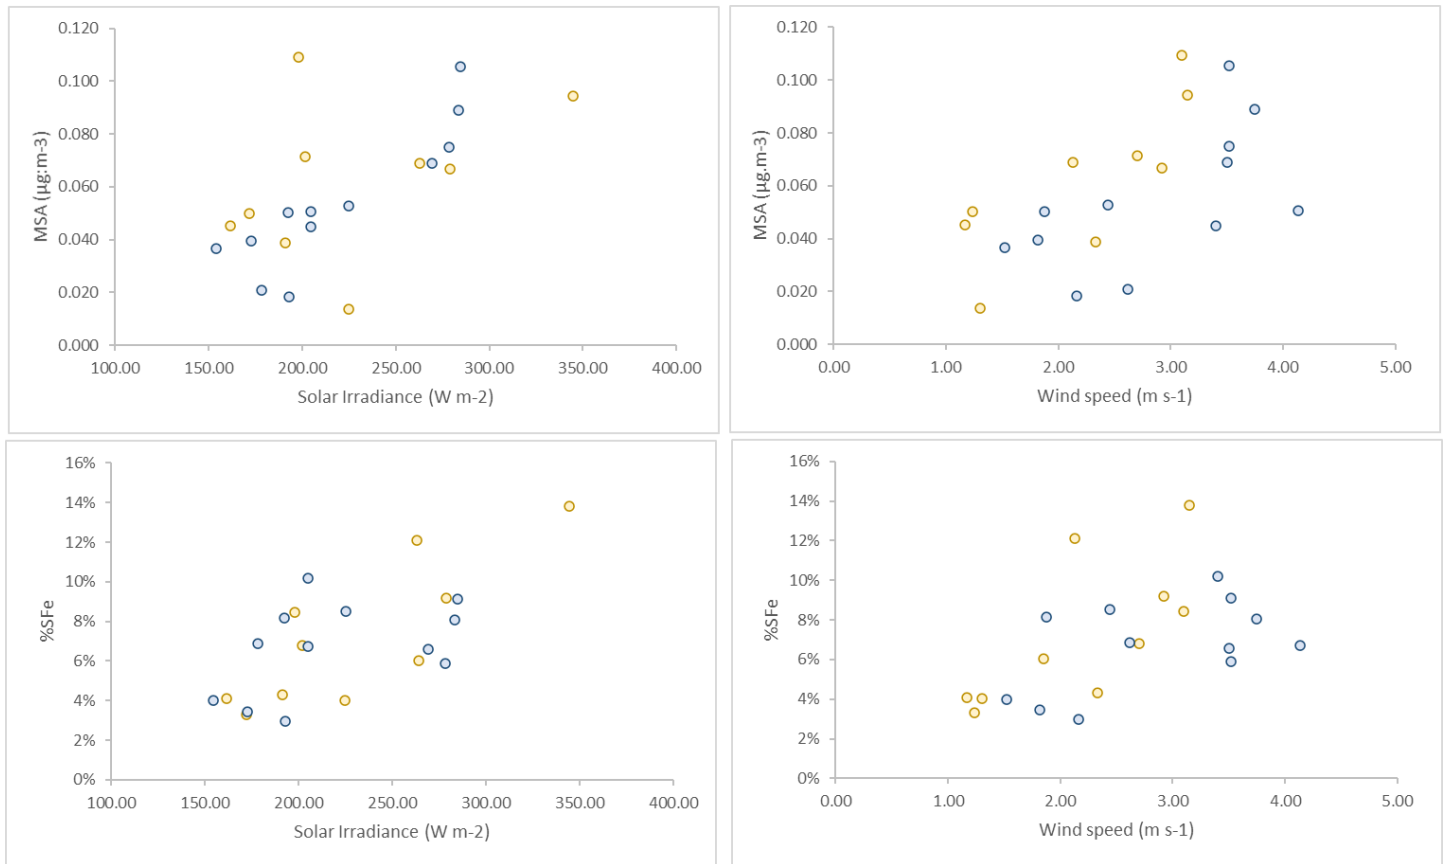 0.120
0.100
0.080
0.060
0.040
0.020
0.000
MSA (µg:m-3)
100.00 150.00 200.00 250.00 300.00 350.00 400.00
Solar Irradiance (W m-2)
0.120
0.100
0.080
0.060
0.040
0.020
0.000
MSA (µg.m-3)
0.00 1.00 2.00 3.00 4.00 5.00
Wind speed (m s-1)
16%
14%
12%
10%
8%
6%
4%
2%
0%
%SFe
100.00 150.00 200.00 250.00 300.00 350.00 400.00
Solar Irradiance (W m-2)
16%
14%
12%
10%
8%
6%
4%
2%
0%
%SFe
0.00 1.00 2.00 3.00 4.00 5.00
Wind speed (m s-1)